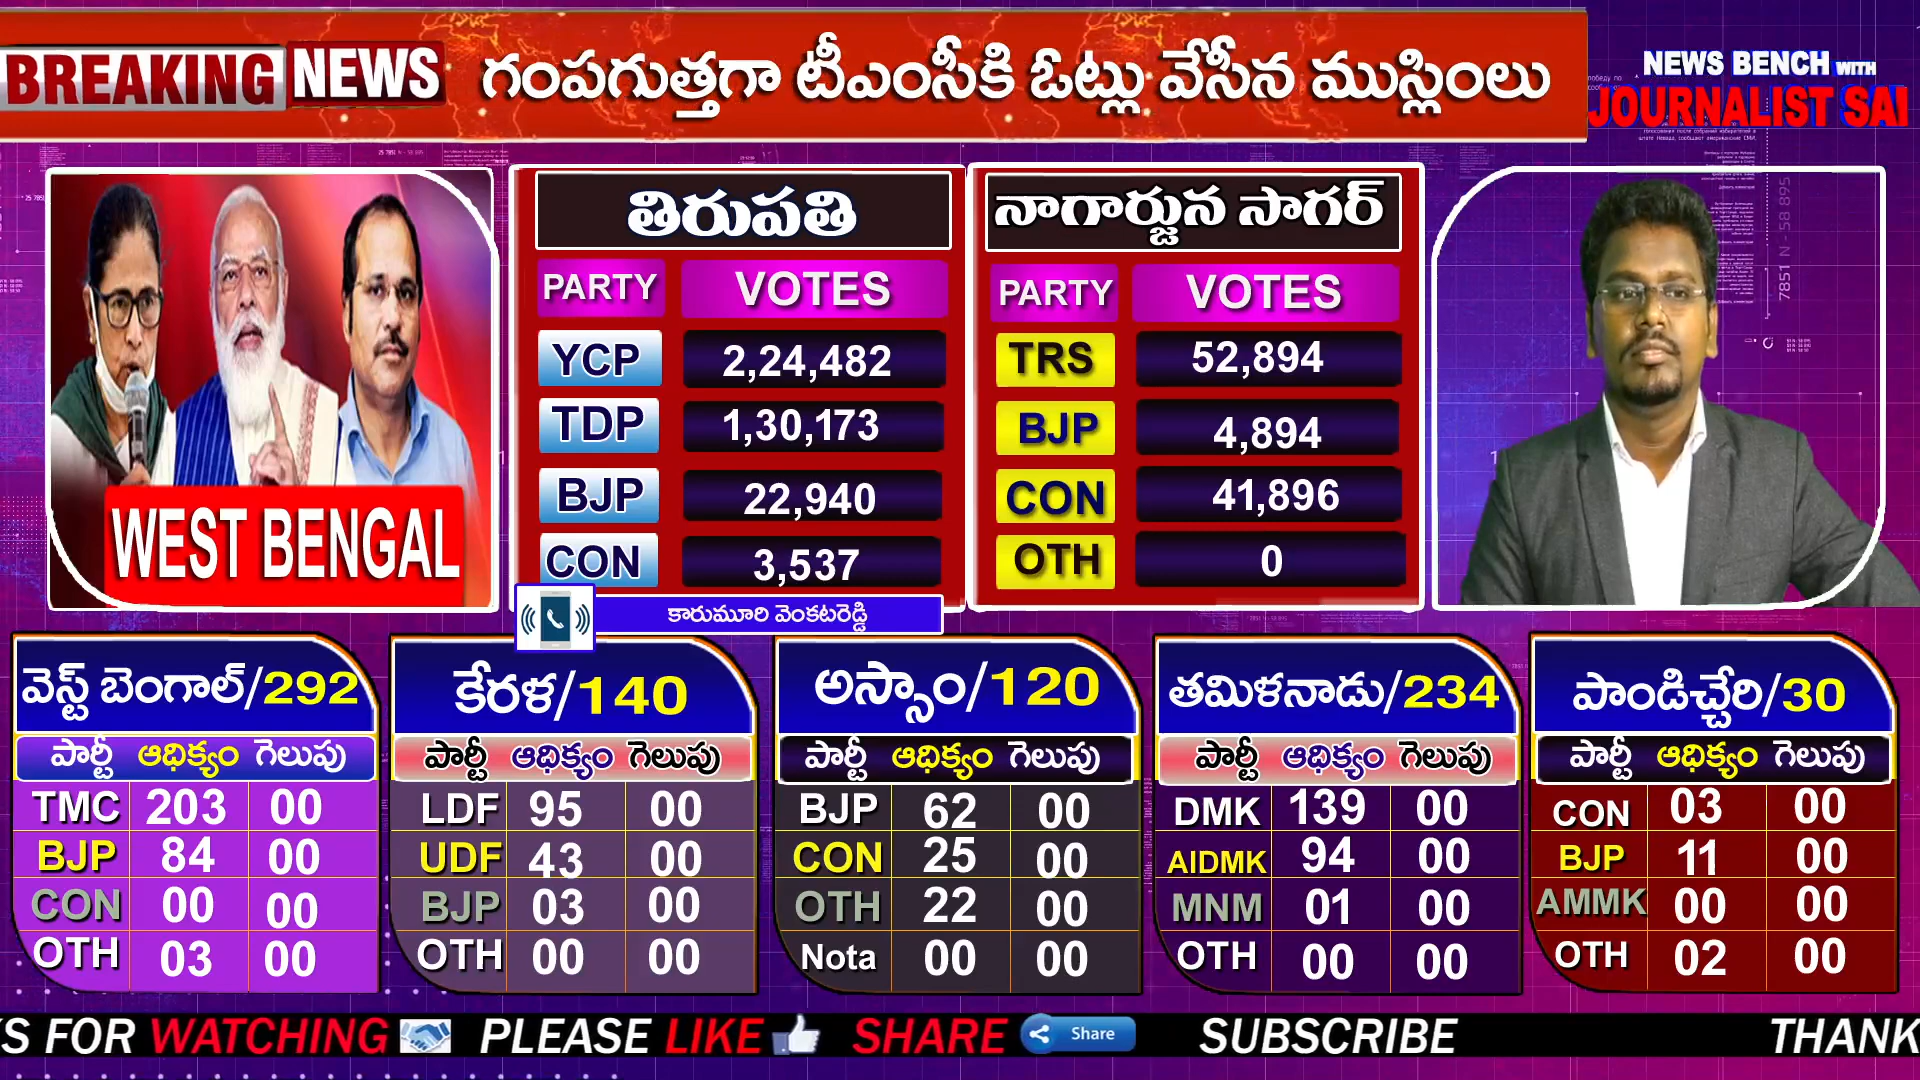 BREAKING NEWS
గంపగుత్తగా టీఎంసీకి ఓట్లు వేసిన ముస్లింలు
NEWS BENCH WITH
JOURNALIST SAI
WEST BENGAL
తిరుపతి
PARTY VOTES
YCP 2,24,482
TDP 1,30,173
BJP 22,940
CON 3,537
కారుమూరి వెంకటరెడ్డి
నాగార్జున సాగర్
PARTY VOTES
TRS 52,894
BJP 4,894
CON 41,896
OTH 0
వెస్ట్ బెంగాల్/292
పార్టీ ఆధిక్యం గెలుపు
TMC 203 00
BJP 84 00
CON 00 00
OTH 03 00
కేరళ/140
పార్టీ ఆధిక్యం గెలుపు
LDF 95 00
UDF 43 00
BJP 03 00
OTH 00 00
అస్సాం/120
పార్టీ ఆధిక్యం గెలుపు
BJP 62 00
CON 25 00
OTH 22 00
Nota 00 00
తమిళనాడు/234
పార్టీ ఆధిక్యం గెలుపు
DMK 139 00
AIDMK 94 00
MNM 01 00
OTH 00 00
పాండిచ్చేరి/30
పార్టీ ఆధిక్యం గెలుపు
CON 03 00
BJP 11 00
AMMK 00 00
OTH 02 00
S FOR WATCHING PLEASE LIKE SHARE Share SUBSCRIBE THANK